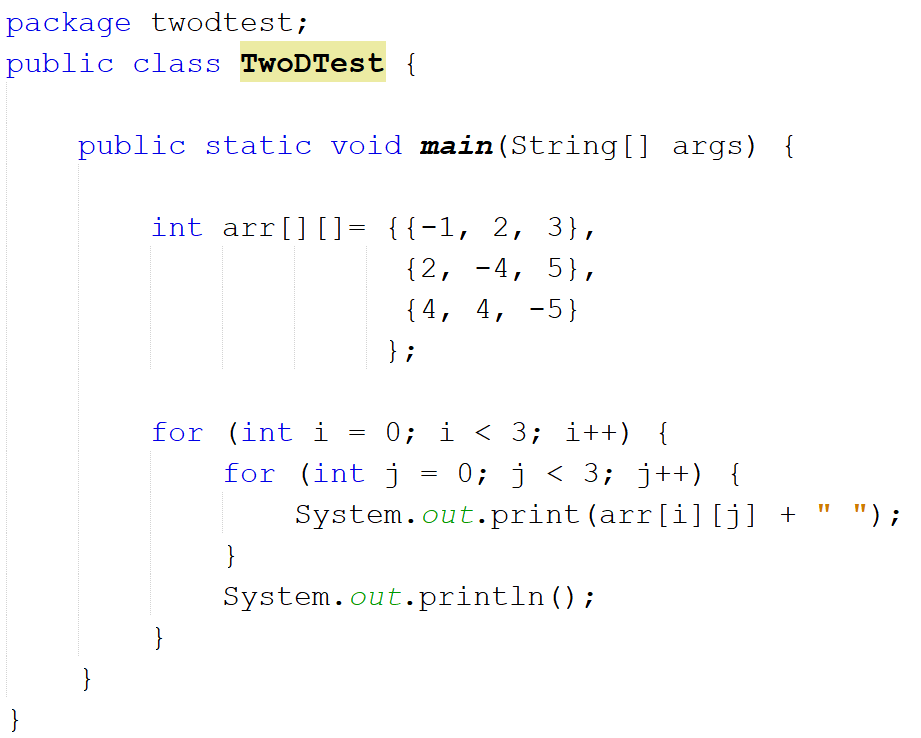 package twodtest;
public class TwoDTest {
public static void main(String[] args) {
int arr[][]= {{-1, 2, 3},
{2, -4, 5},
{4, 4, -5}
};
for (int i = 0; i < 3; i++) {
for (int j = 0; j < 3; j++) {
System.out.print(arr[i][j] + " ");
}
System.out.println();
}
}
}